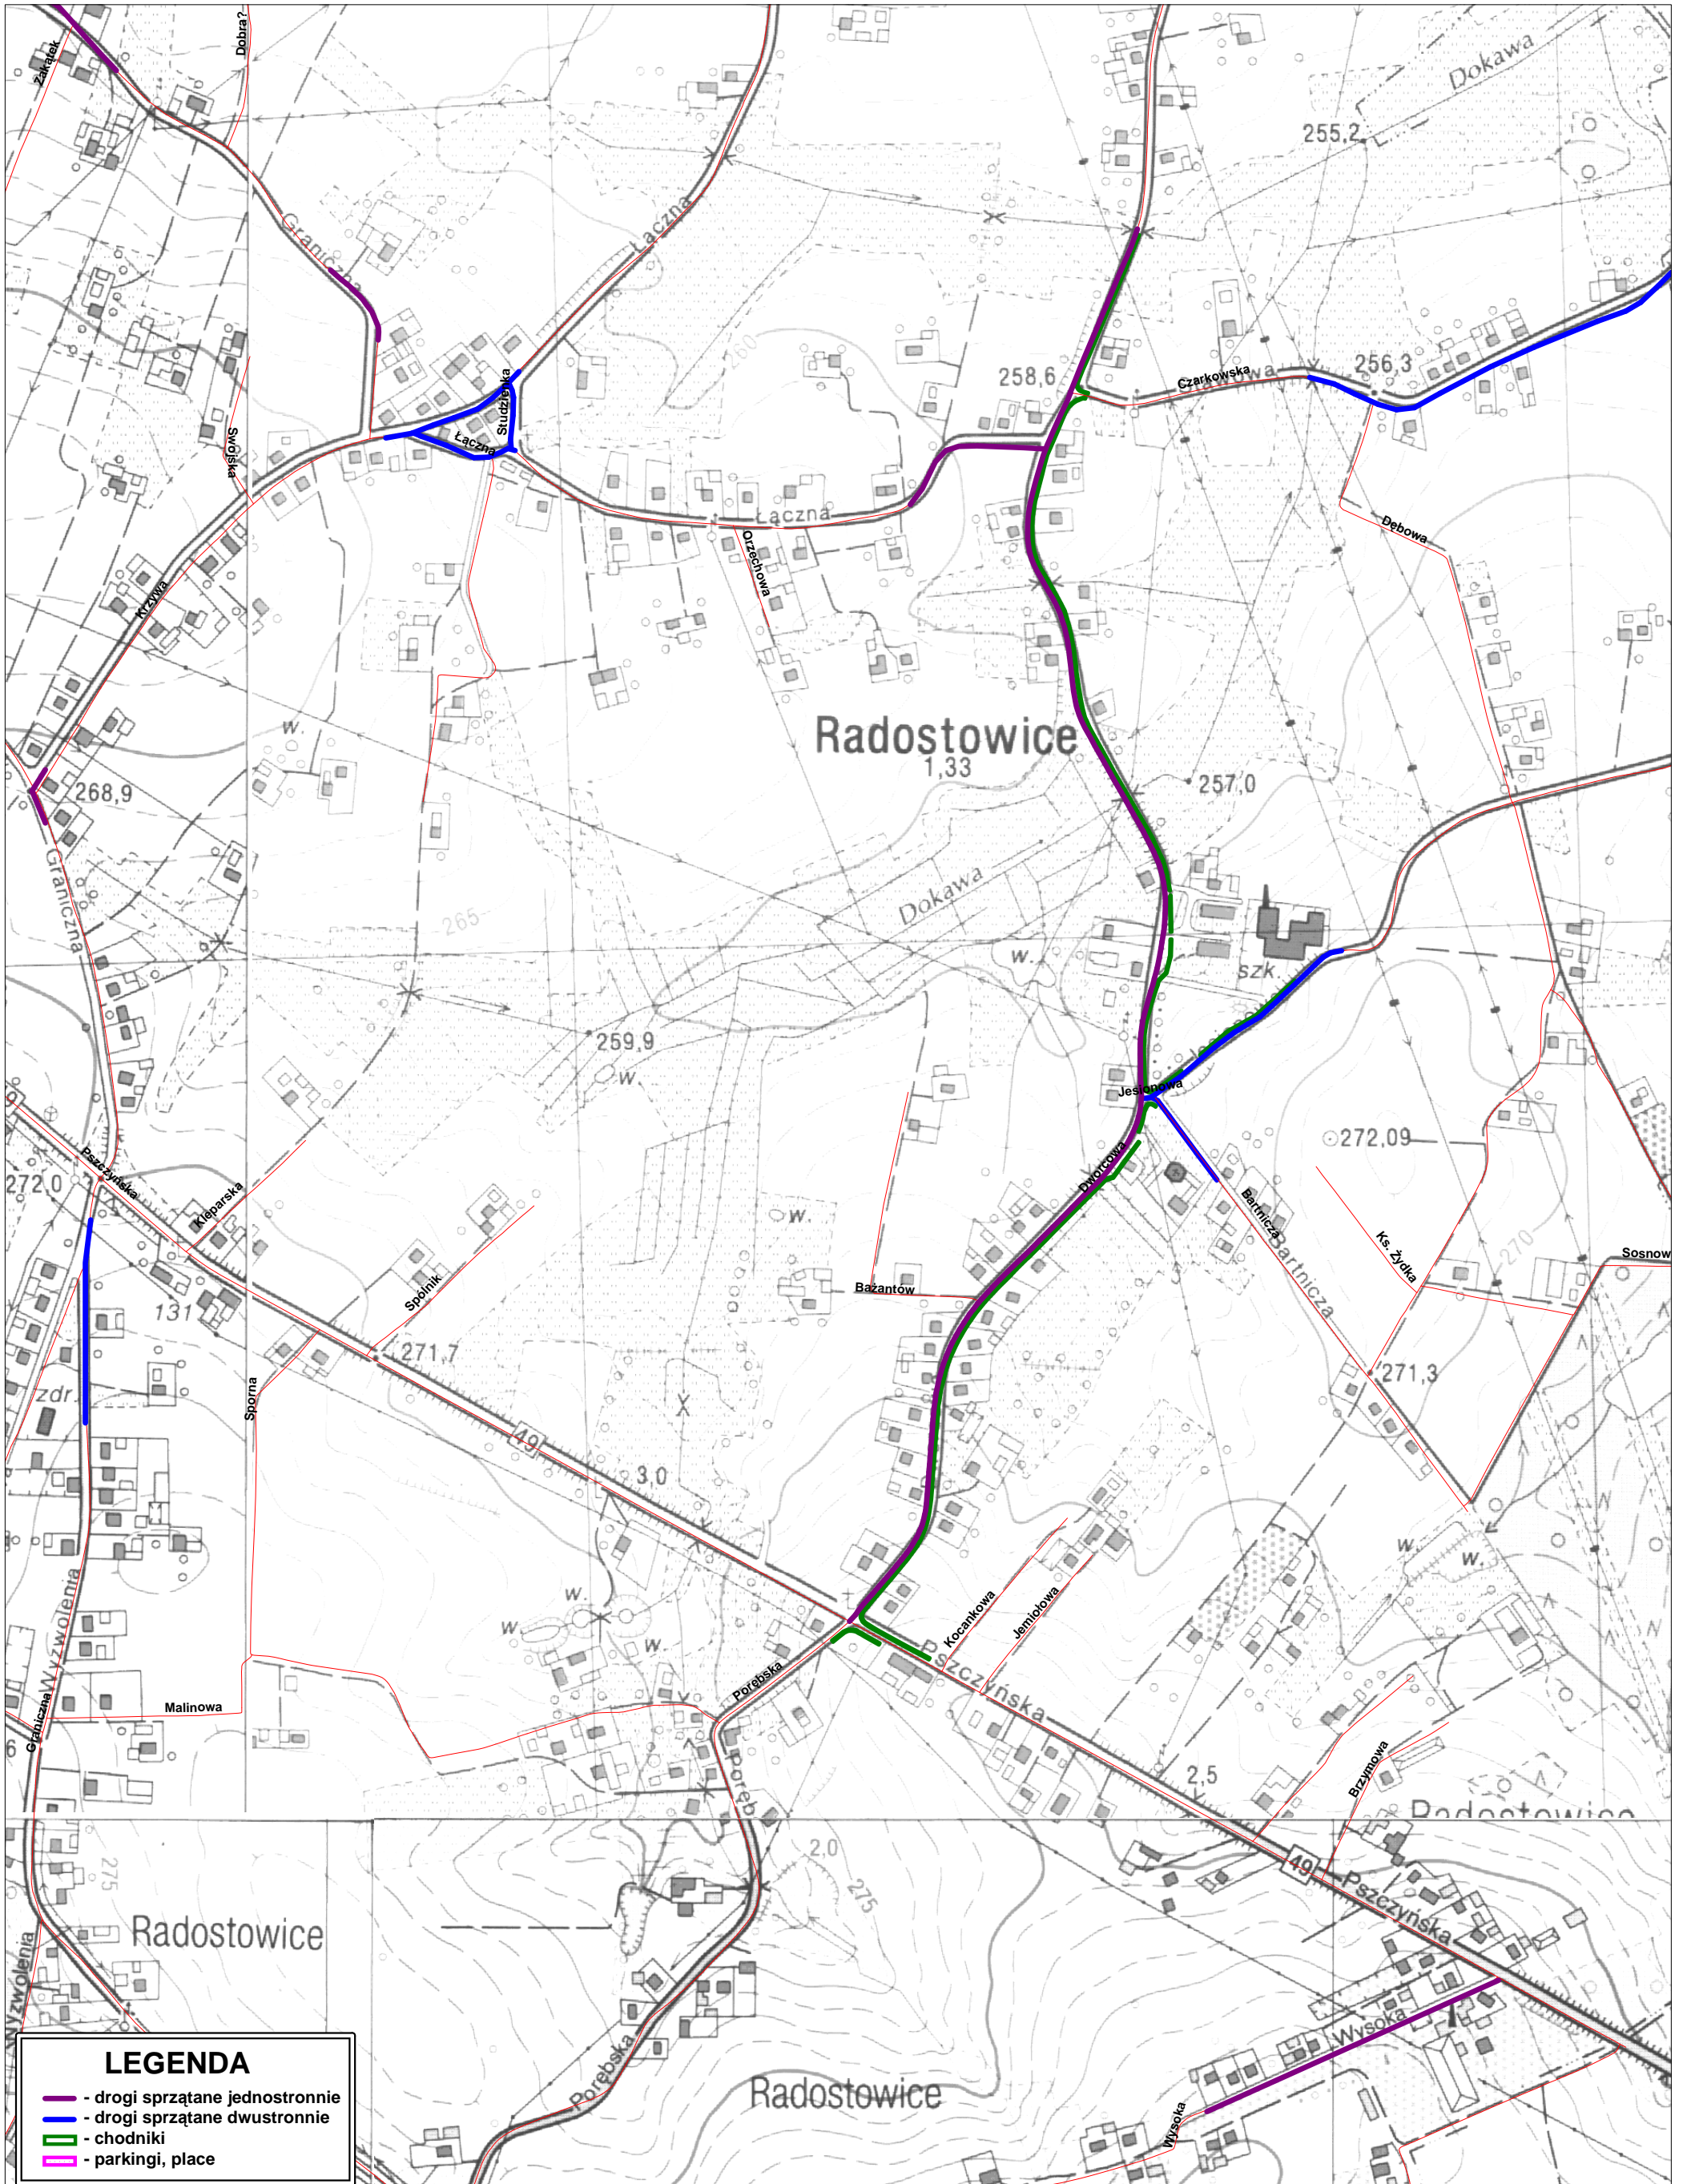 Zakątek
Dobra?
Dokawa
255,2
Graniczna
Łączna
Studzienka
Łączna
258,6
Czarkowska
256,3
Swojska
Łączna
Orzechowa
Dębowa
Krzywa
w.
Radostowice
1,33
257,0
268,9
Graniczna
265
Dokawa
w.
szk.
259,9
w.
Jesionowa
272,09
Pszczyńska
272,0
Kleparska
Dworcowa
w.
Bartnicza
Bartnicza
Ks. Żydka
270
Sosnow
Spólnik
Bażantów
131
271,7
271,3
zdr.
Sporna
49
3,0
w.
w.
w.
w.
w.
Kocankowa
Jemiołowa
Wyzwolenia
Pszczyńska
Porębska
Malinowa
Graniczna
6
Poręb
2,5
Brzymowa
Radostowice
275
2,0
275
49
Pszczyńska
Radostowice
Wyzwolenia
Wysoka
Porębska
Radostowice
Wysoka
LEGENDA
- drogi sprzątane jednostronnie
- drogi sprzątane dwustronnie
- chodniki
- parkingi, place